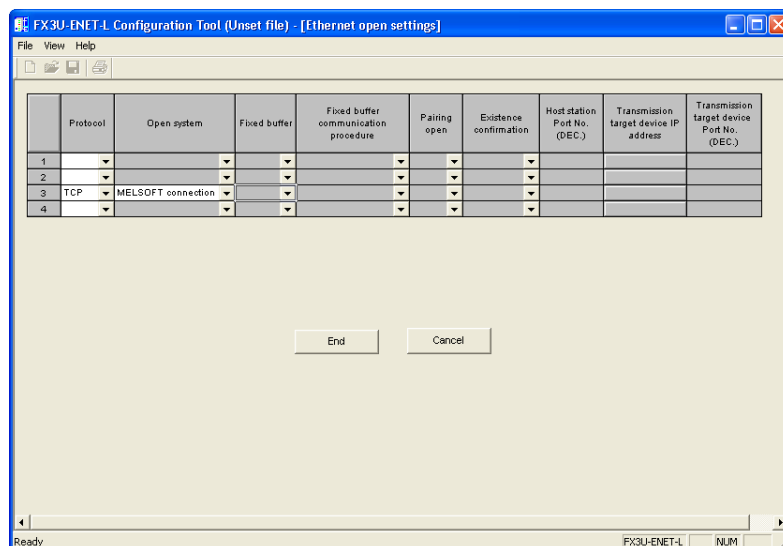 FX3U-ENET-L Configuration Tool (Unset file) - [Ethernet open settings]
File View Help
Protocol Open system Fixed buffer Fixed buffer communication procedure Pairing open Existence confirmation Host station Port No. (DEC.) Transmission target device IP address Transmission target device Port No. (DEC.)
1
2
3 TCP MELSOFT connection
4
End Cancel
Ready FX3U-ENET-L NUM